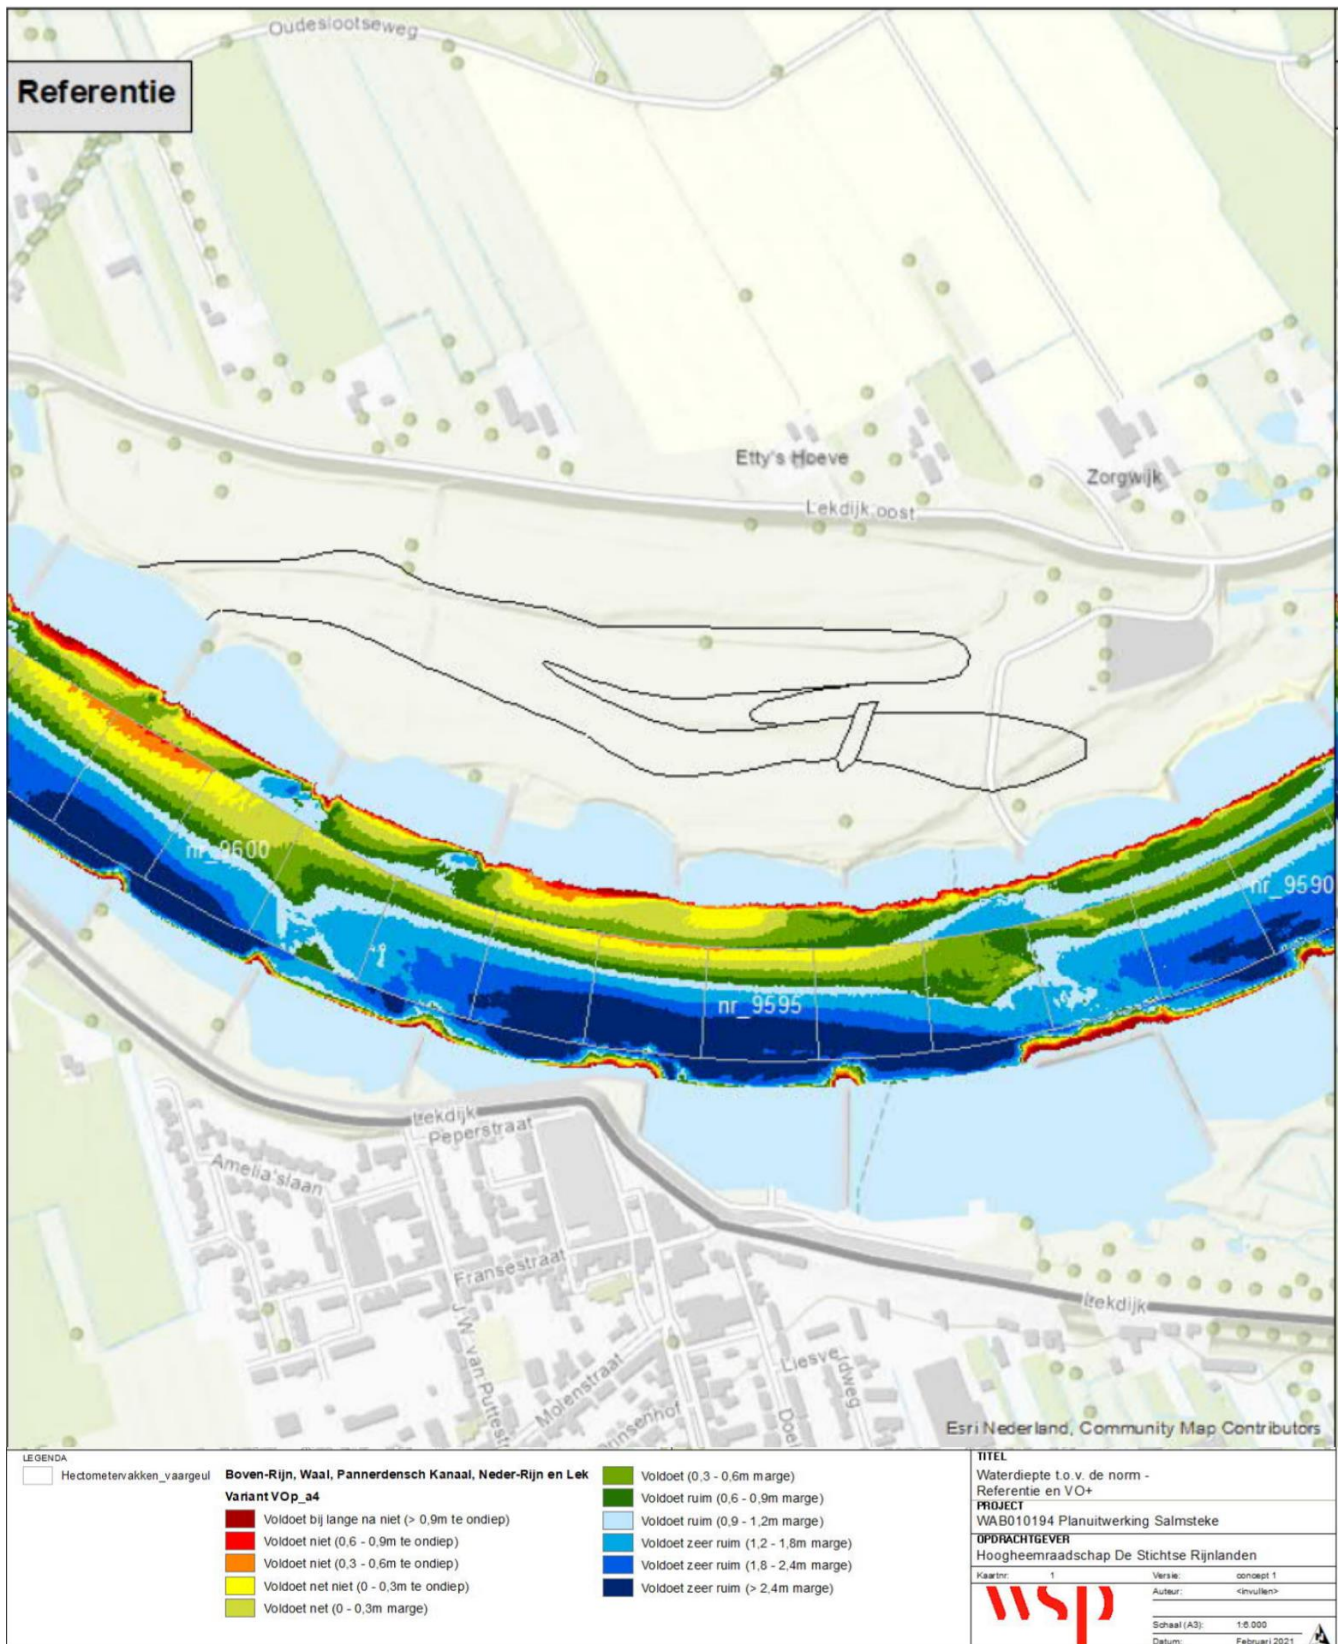 Oudeslootseweg
Referentie
Etty's Hoeve
Zorgwijk
Lekdijk oost
nr_9600
nr_9590
nr_9595
Lekdijk
Peperstraat
Amelia'slaan
Fransestraat
Lekdijk
J.W. van Puttestr
Molenstraat
Liesveldweg
Doel
nnsenhof
Esri Nederland, Community Map Contributors
LEGENDA
Hectometervakken_vaargeul
Boven-Rijn, Waal, Pannerdensch Kanaal, Neder-Rijn en Lek
Variant VOp_a4
Voldoet bij lange na niet (> 0,9m te ondiep)
Voldoet niet (0,6 - 0,9m te ondiep)
Voldoet niet (0,3 - 0,6m te ondiep)
Voldoet net niet (0 - 0,3m te ondiep)
Voldoet net (0 - 0,3m marge)
Voldoet (0,3 - 0,6m marge)
Voldoet ruim (0,6 - 0,9m marge)
Voldoet ruim (0,9 - 1,2m marge)
Voldoet zeer ruim (1,2 - 1,8m marge)
Voldoet zeer ruim (1,8 - 2,4m marge)
Voldoet zeer ruim (> 2,4m marge)
TITEL
Waterdiepte t.o.v. de norm -
Referentie en VO+
PROJECT
WAB010194 Planuitwerking Salmsteke
OPDRACHTGEVER
Hoogheemraadschap De Stichtse Rijnlanden
Kaartnr: 1 Versie: concept 1
Auteur: <invullen>
wsp
Schaal (A3): 1:6.000
Datum: Februari 2021